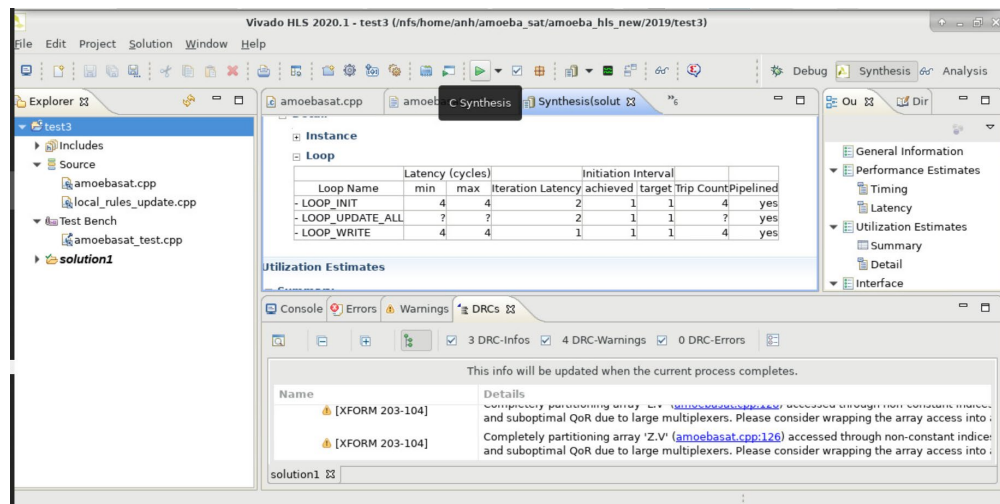 Vivado HLS 2020.1 - test3 (/nfs/home/anh/amoeba_sat/amoeba_hls_new/2019/test3)
File Edit Project Solution Window Help
Debug Synthesis Analysis
Explorer
test3
Includes
Source
amoebasat.cpp
local_rules_update.cpp
Test Bench
amoebasat_test.cpp
solution1
amoebasat.cpp amoeb Synthesis(solut "6
C Synthesis
Instance
Loop
Latency (cycles) Initiation Interval
Loop Name min max Iteration Latency achieved target Trip Count Pipelined
- LOOP_INIT 4 4 2 1 1 4 yes
- LOOP_UPDATE_ALL ? ? 2 1 1 ? yes
- LOOP_WRITE 4 4 1 1 1 4 yes
Utilization Estimates
Ou Dir
General Information
Performance Estimates
Timing
Latency
Utilization Estimates
Summary
Detail
Interface
Console Errors Warnings DRCs
3 DRC-Infos 4 DRC-Warnings 0 DRC-Errors
This info will be updated when the current process completes.
Name Details
[XFORM 203-104]
and suboptimal QoR due to large multiplexers. Please consider wrapping the array access into
[XFORM 203-104] Completely partitioning array 'Z.V' (amoebasat.cpp:126) accessed through non-constant indices
and suboptimal QoR due to large multiplexers. Please consider wrapping the array access into
solution1